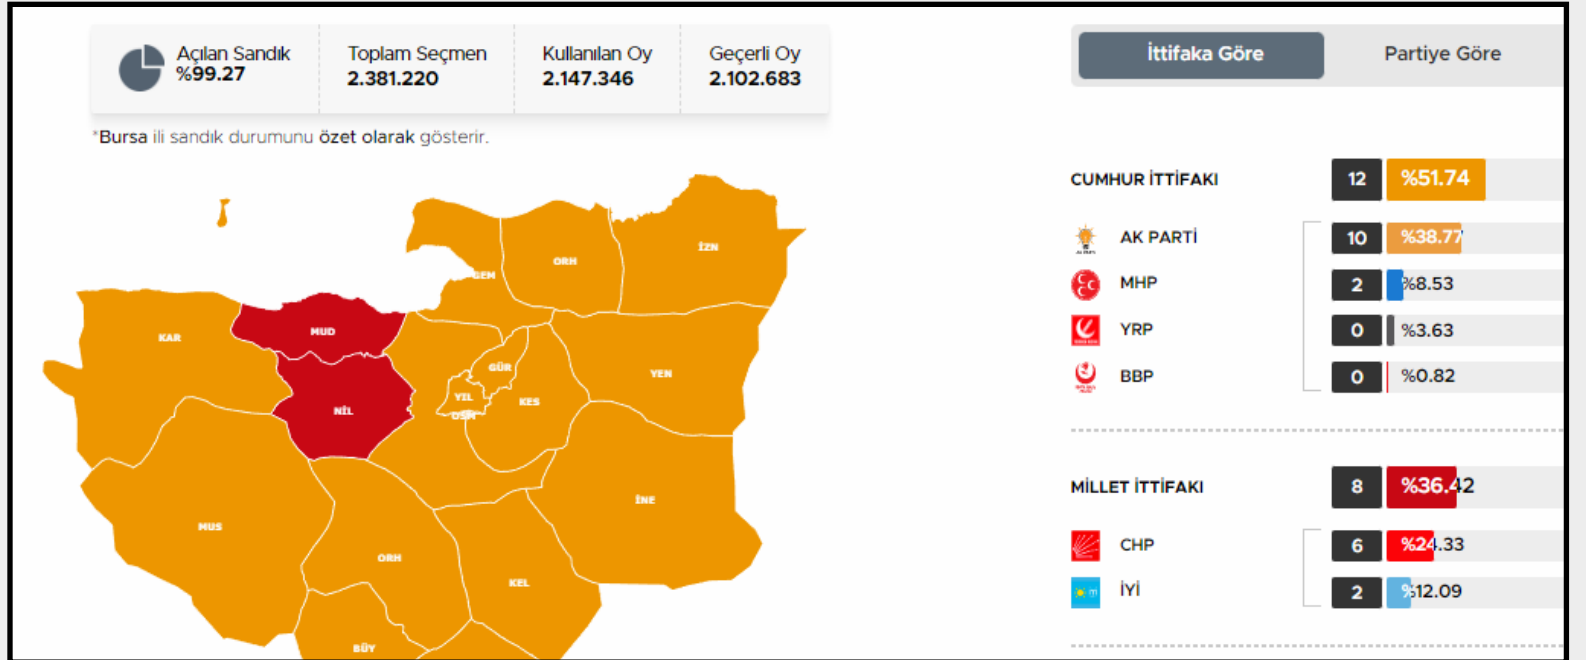 Açılan Sandık
%99.27
Toplam Seçmen
2.381.220
Kullanılan Oy
2.147.346
Geçerli Oy
2.102.683
*Bursa ili sandık durumunu özet olarak gösterir.
İttifaka Göre
Partiye Göre
GEM
ORH
İZN
KAR
MUD
GÜR
YEN
YIL
KES
OSM
NİL
MUS
İNE
ORH
KEL
BÜY
CUMHUR İTTİFAKI 12 %51.74
AK PARTİ 10 %38.77
MHP 2 %8.53
YRP 0 %3.63
BBP 0 %0.82
MİLLET İTTİFAKI 8 %36.42
CHP 6 %24.33
İYİ 2 %12.09